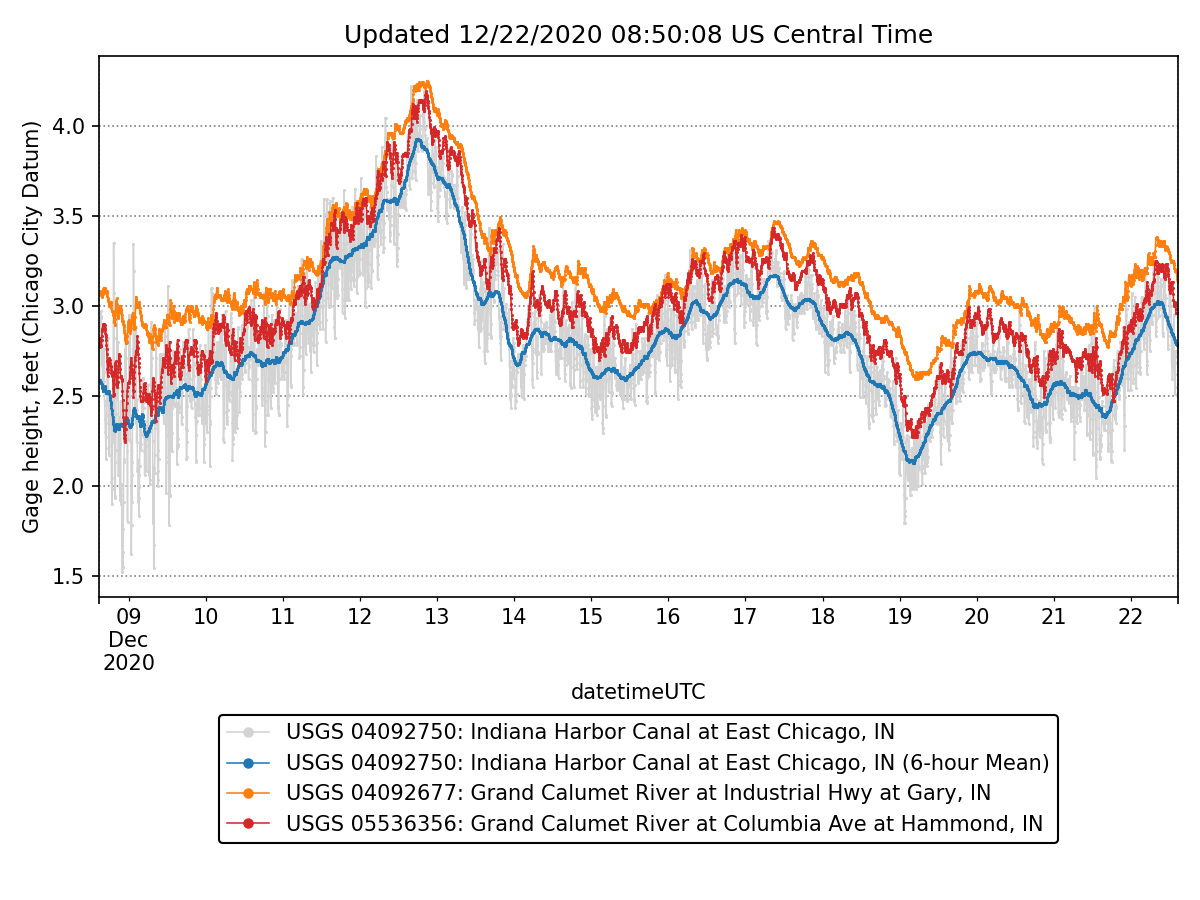 Updated 12/22/2020 08:50:08 US Central Time
Gage height, feet (Chicago City Datum)
4.0
3.5
3.0
2.5
2.0
1.5
09 10 11 12 13 14 15 16 17 18 19 20 21 22
Dec
2020
datetimeUTC
USGS 04092750: Indiana Harbor Canal at East Chicago, IN
USGS 04092750: Indiana Harbor Canal at East Chicago, IN (6-hour Mean)
USGS 04092677: Grand Calumet River at Industrial Hwy at Gary, IN
USGS 05536356: Grand Calumet River at Columbia Ave at Hammond, IN